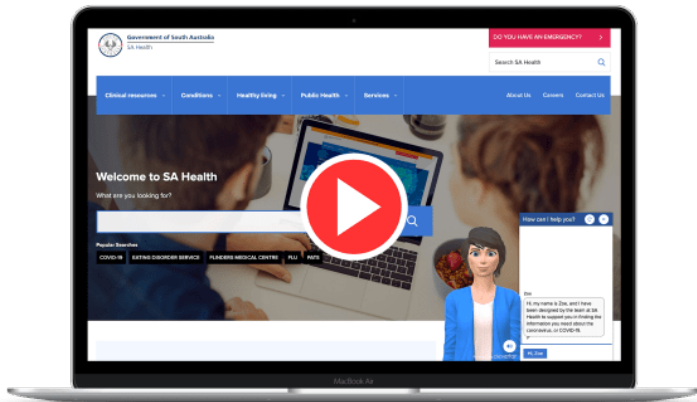 Government of South Australia
SA Health
DO YOU HAVE AN EMERGENCY?
Search SA Health
Clinical resources
Conditions
Healthy living
Public Health
Services
About Us
Careers
Contact Us
Welcome to SA Health
What are you looking for?
Popular Searches
COVID-19
EATING DISORDER SERVICE
FLINDERS MEDICAL CENTRE
FLU
PATS
How can I help you?
Zoe
Hi, my name is Zoe, and I have
been designed by the team at SA
Health to support you in finding the
information you need about the
coronavirus, or COVID-19.
Hi, Zoe
MacBook Air